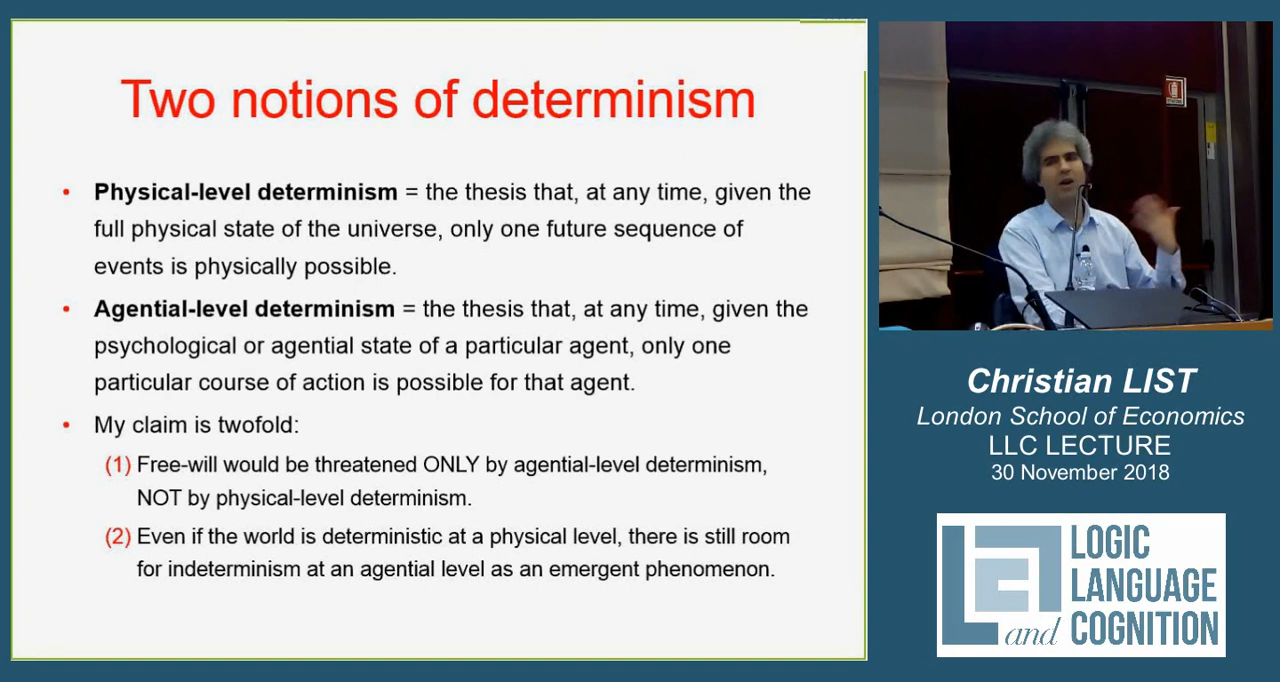 Two notions of determinism
• Physical-level determinism = the thesis that, at any time, given the
full physical state of the universe, only one future sequence of
events is physically possible.
• Agential-level determinism = the thesis that, at any time, given the
psychological or agential state of a particular agent, only one
particular course of action is possible for that agent.
• My claim is twofold:
(1) Free-will would be threatened ONLY by agential-level determinism,
NOT by physical-level determinism.
(2) Even if the world is deterministic at a physical level, there is still room
for indeterminism at an agential level as an emergent phenomenon.
Christian LIST
London School of Economics
LLC LECTURE
30 November 2018
LOGIC
LANGUAGE
and COGNITION